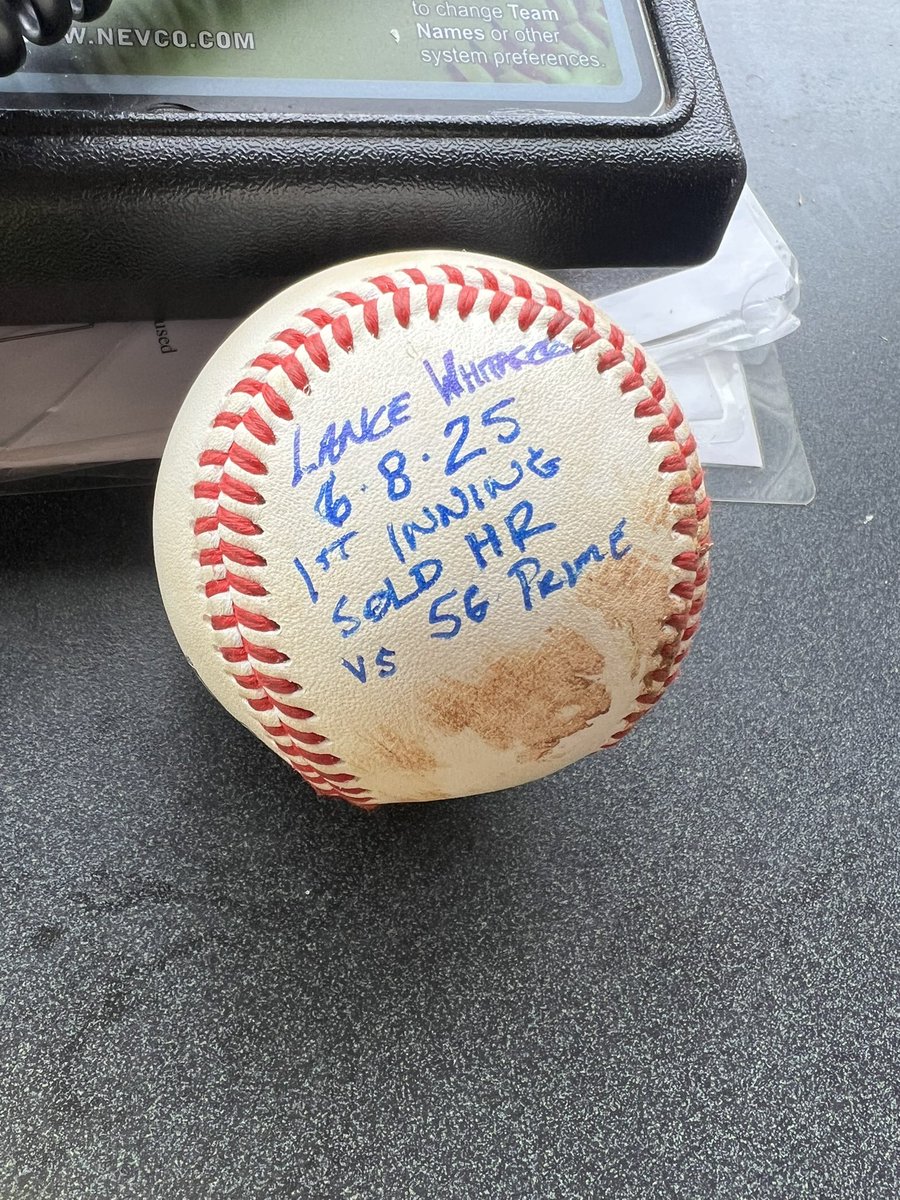 to change Team
Names or other
system preferences.
W.NEVCO.COM
used
LANCE
6.8.25
1ST INNING
SOLO HR
VS 5G PRIME